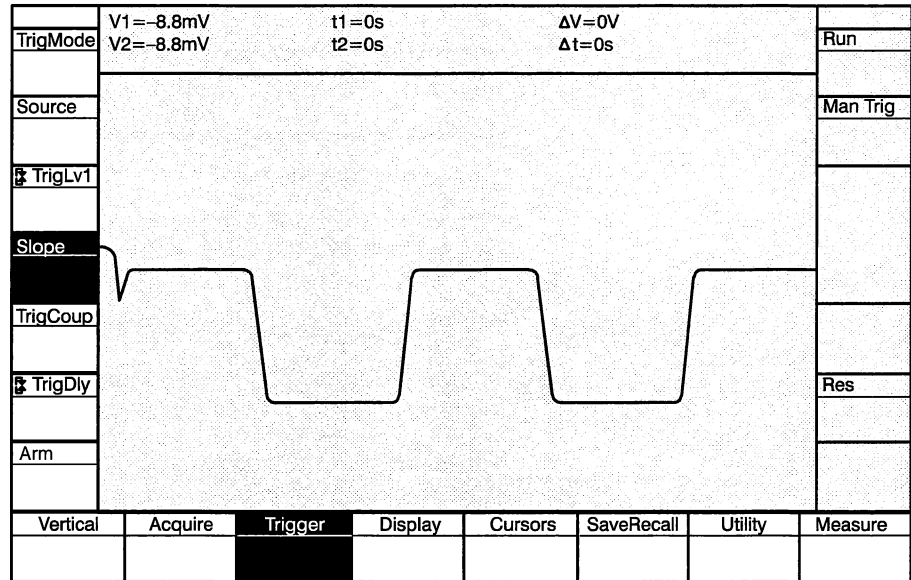 V1=–8.8mV t1=0s ΔV=0V
V2=–8.8mV t2=0s Δt=0s
TrigMode
Source
TrigLv1
Slope
TrigCoup
TrigDly
Arm
Run
Man Trig
Res
Vertical Acquire Trigger Display Cursors SaveRecall Utility Measure